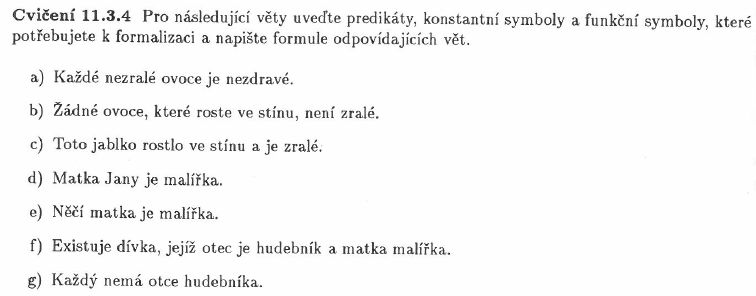 Cvičení 11.3.4 Pro následující věty uveďte predikáty, konstantní symboly a funkční symboly, které
potřebujete k formalizaci a napište formule odpovídajících vět.
a) Každé nezralé ovoce je nezdravé.
b) Žádné ovoce, které roste ve stínu, není zralé.
c) Toto jablko rostlo ve stínu a je zralé.
d) Matka Jany je malířka.
e) Něčí matka je malířka.
f) Existuje dívka, jejíž otec je hudebník a matka malířka.
g) Každý nemá otce hudebníka.